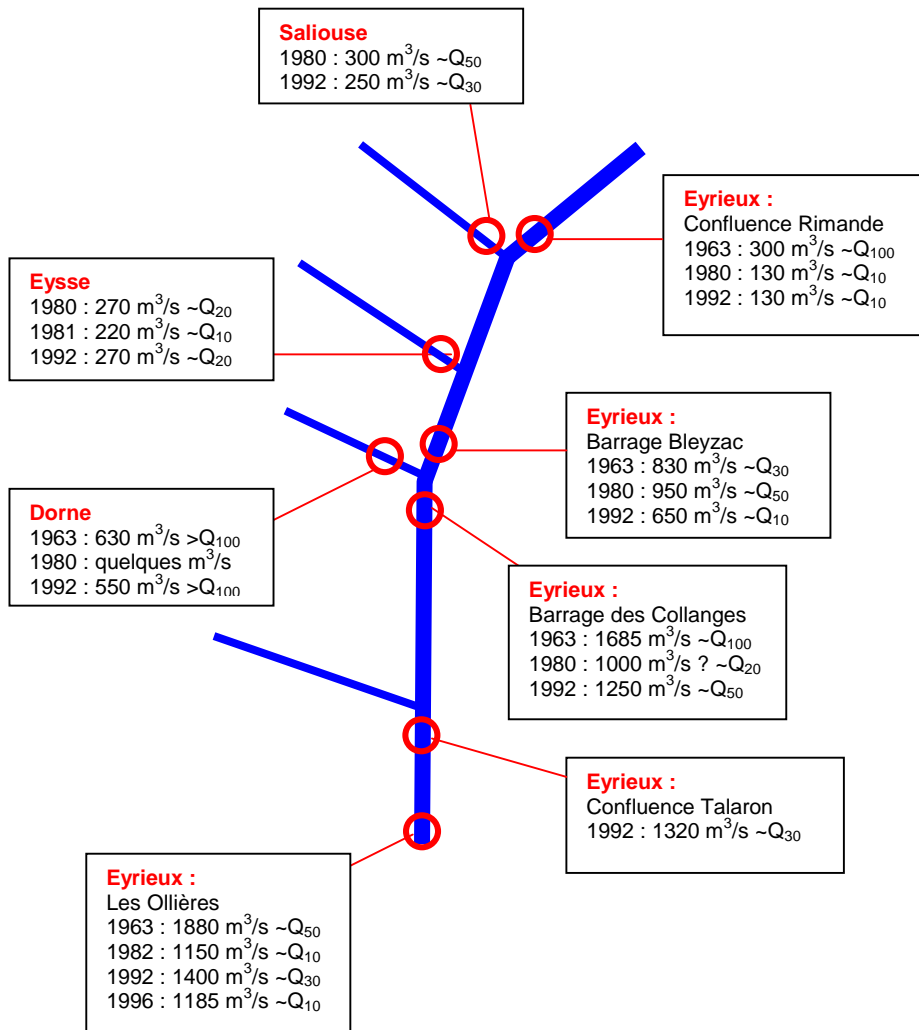 Saliouse
1980 : 300 m³/s ~Q₅₀
1992 : 250 m³/s ~Q₃₀
Eyrieux :
Confluence Rimande
1963 : 300 m³/s ~Q₁₀₀
1980 : 130 m³/s ~Q₁₀
1992 : 130 m³/s ~Q₁₀
Eysse
1980 : 270 m³/s ~Q₂₀
1981 : 220 m³/s ~Q₁₀
1992 : 270 m³/s ~Q₂₀
Eyrieux :
Barrage Bleyzac
1963 : 830 m³/s ~Q₃₀
1980 : 950 m³/s ~Q₅₀
1992 : 650 m³/s ~Q₁₀
Dorne
1963 : 630 m³/s >Q₁₀₀
1980 : quelques m³/s
1992 : 550 m³/s >Q₁₀₀
Eyrieux :
Barrage des Collanges
1963 : 1685 m³/s ~Q₁₀₀
1980 : 1000 m³/s ? ~Q₂₀
1992 : 1250 m³/s ~Q₅₀
Eyrieux :
Confluence Talaron
1992 : 1320 m³/s ~Q₃₀
Eyrieux :
Les Ollières
1963 : 1880 m³/s ~Q₅₀
1982 : 1150 m³/s ~Q₁₀
1992 : 1400 m³/s ~Q₃₀
1996 : 1185 m³/s ~Q₁₀